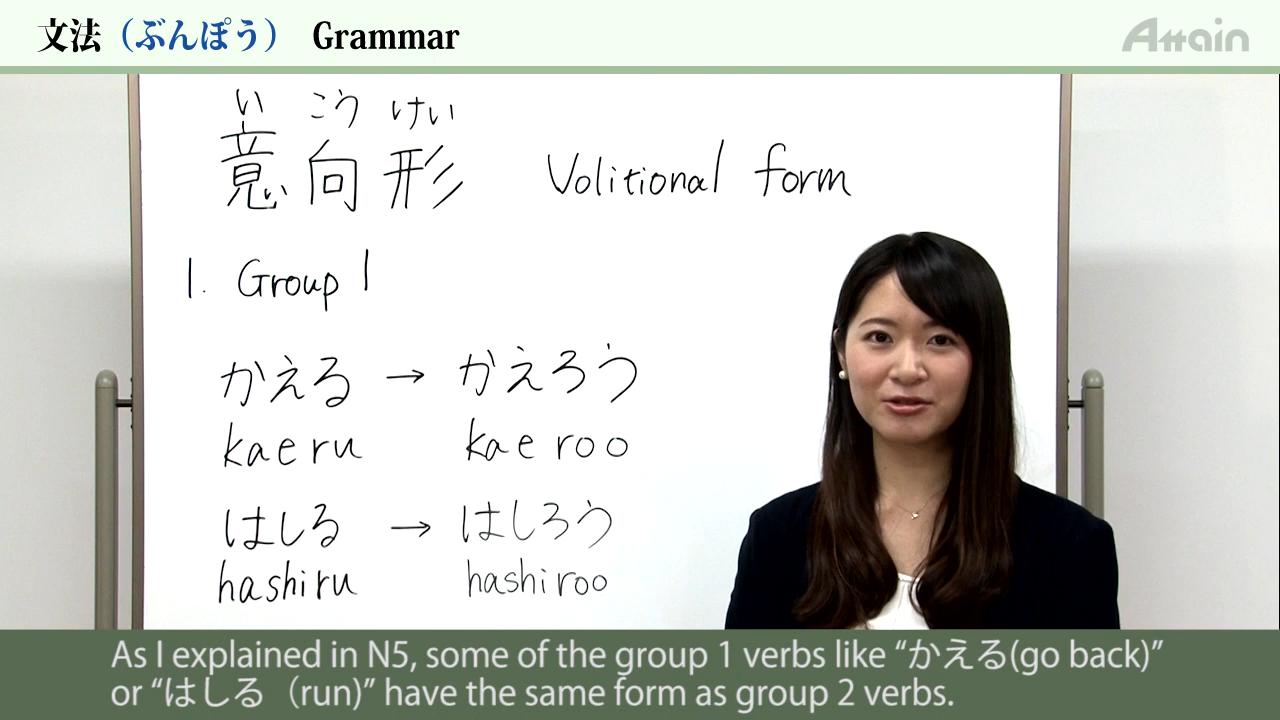 文法（ぶんぽう） Grammar
Attain
い こう けい
意向形 Volitional form
1. Group 1
かえる → かえろう
kaeru kaeroo
はしる → はしろう
hashiru hashiroo
As I explained in N5, some of the group 1 verbs like “かえる(go back)”
or “はしる（run)” have the same form as group 2 verbs.